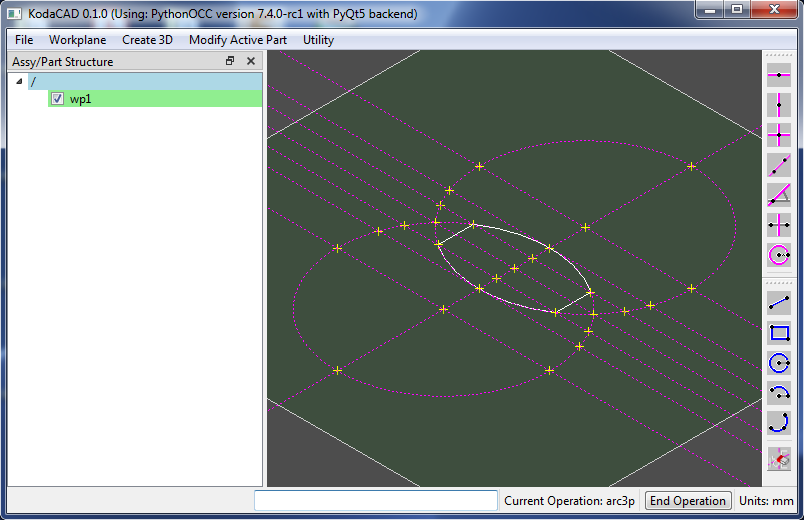 KodaCAD 0.1.0 (Using: PythonOCC version 7.4.0-rc1 with PyQt5 backend)
File Workplane Create 3D Modify Active Part Utility
Assy/Part Structure
/
wp1
Current Operation: arc3p End Operation Units: mm